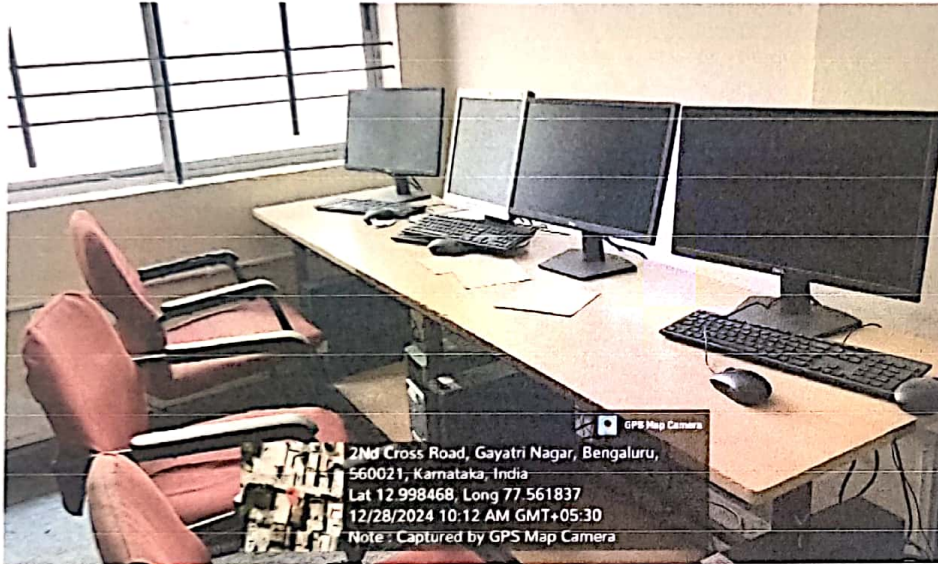 GPS Map Camera
2Nd Cross Road, Gayatri Nagar, Bengaluru,
560021, Karnataka, India
Lat 12.998468, Long 77.561837
12/28/2024 10:12 AM GMT+05:30
Note : Captured by GPS Map Camera